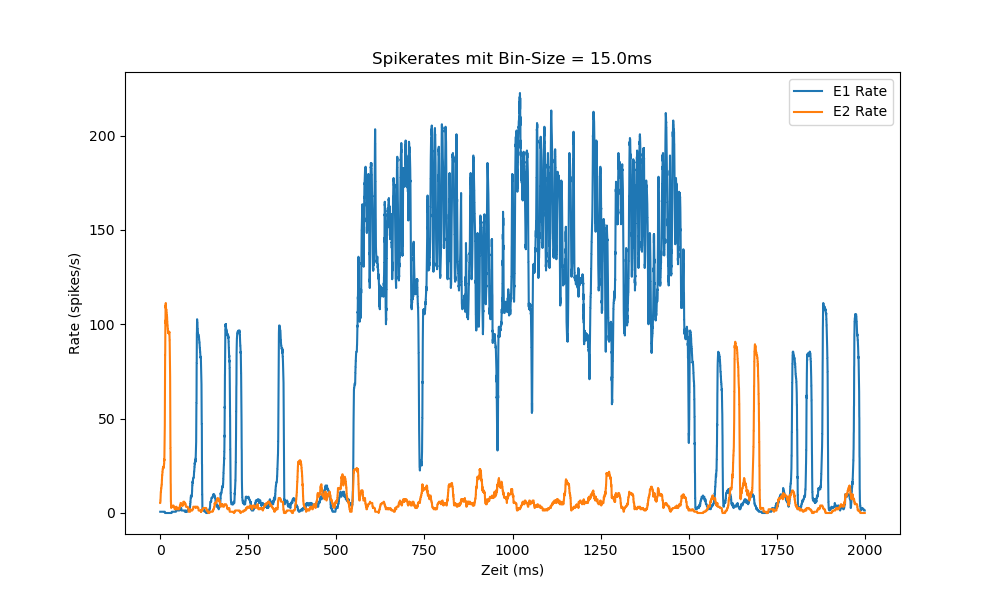 Spikerates mit Bin-Size = 15.0ms
E1 Rate
E2 Rate
Rate (spikes/s)
200
150
100
50
0
0 250 500 750 1000 1250 1500 1750 2000
Zeit (ms)